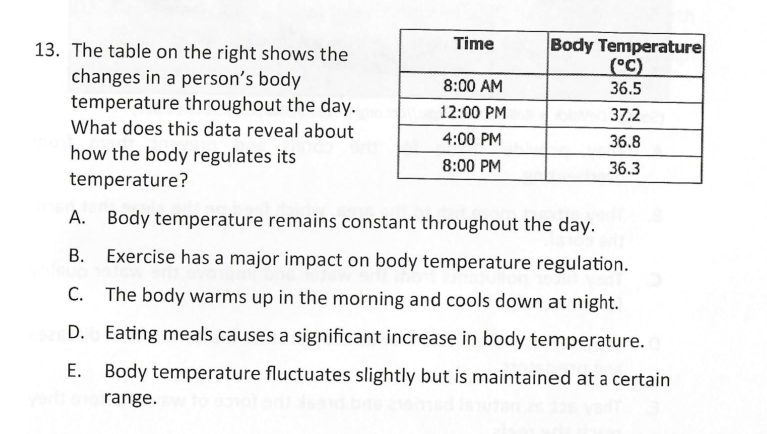 13. The table on the right shows the
changes in a person's body
temperature throughout the day.
What does this data reveal about
how the body regulates its
temperature?
Time Body Temperature
(°C)
8:00 AM 36.5
12:00 PM 37.2
4:00 PM 36.8
8:00 PM 36.3
A. Body temperature remains constant throughout the day.
B. Exercise has a major impact on body temperature regulation.
C. The body warms up in the morning and cools down at night.
D. Eating meals causes a significant increase in body temperature.
E. Body temperature fluctuates slightly but is maintained at a certain
range.